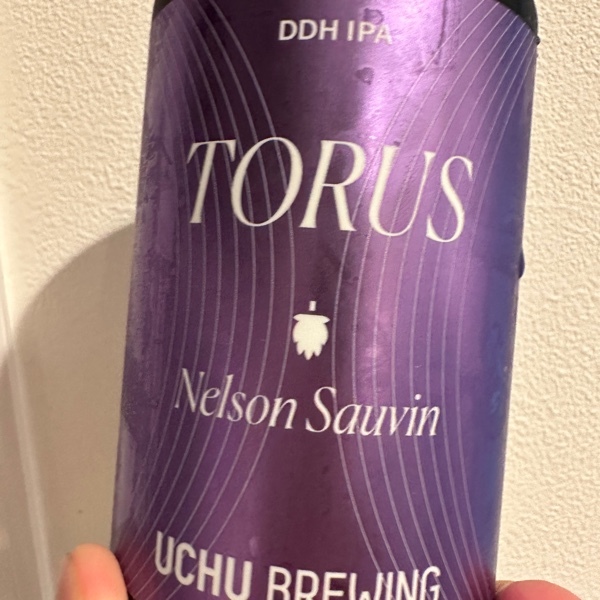 DDH IPA
TORUS
Nelson Sauvin
UCHU BREWING